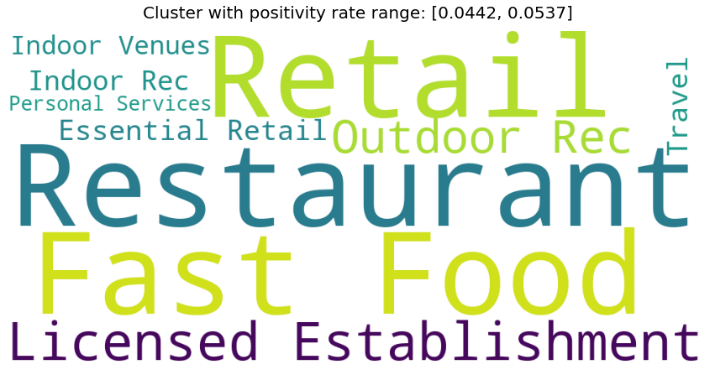 Cluster with positivity rate range: [0.0442, 0.0537]
Indoor Venues
Retail
Indoor Rec
Personal Services
Travel
Essential Retail
Outdoor Rec
Restaurant
Fast Food
Licensed Establishment